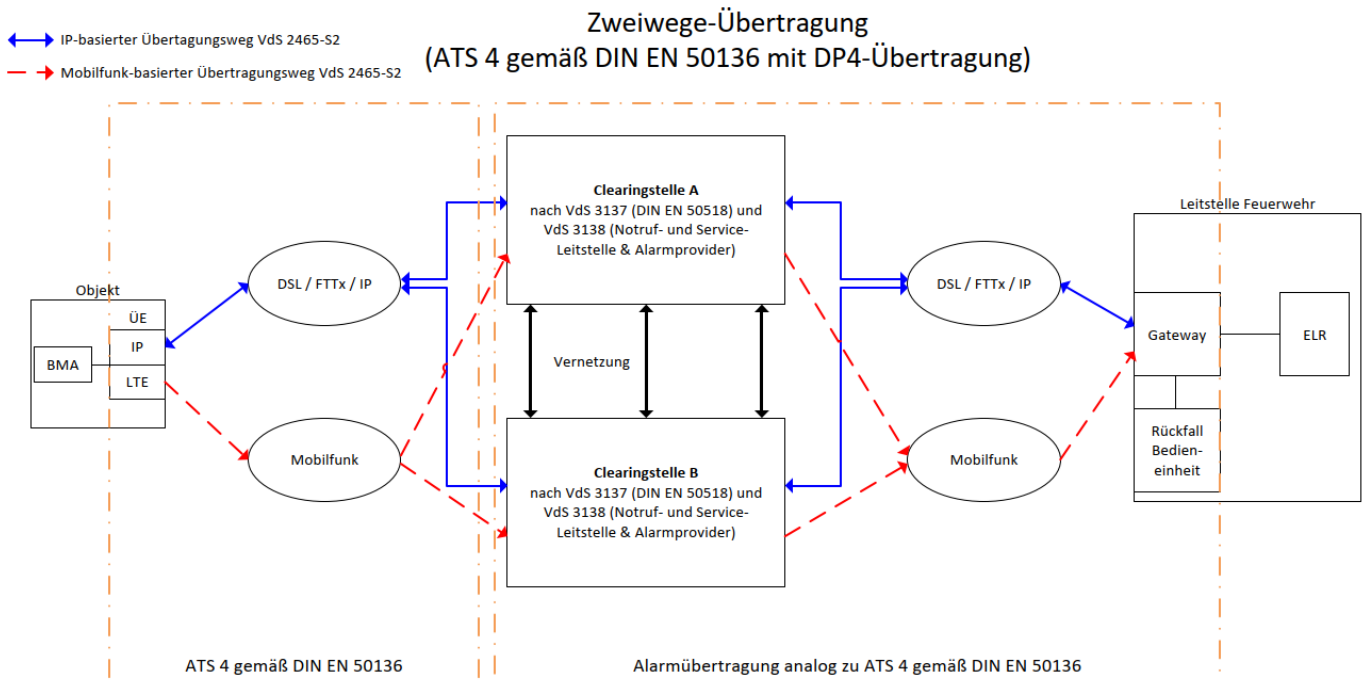 Zweiwege-Übertragung
(ATS 4 gemäß DIN EN 50136 mit DP4-Übertragung)
IP-basierter Übertagungsweg VdS 2465-S2
Mobilfunk-basierter Übertragungsweg VdS 2465-S2
Objekt
ÜE
IP
BMA
LTE
DSL / FTTx / IP
Mobilfunk
Clearingstelle A
nach VdS 3137 (DIN EN 50518) und
VdS 3138 (Notruf- und Service-
Leitstelle & Alarmprovider)
Vernetzung
Clearingstelle B
nach VdS 3137 (DIN EN 50518) und
VdS 3138 (Notruf- und Service-
Leitstelle & Alarmprovider)
DSL / FTTx / IP
Mobilfunk
Leitstelle Feuerwehr
Gateway
ELR
Rückfall
Bedien-
einheit
ATS 4 gemäß DIN EN 50136
Alarmübertragung analog zu ATS 4 gemäß DIN EN 50136